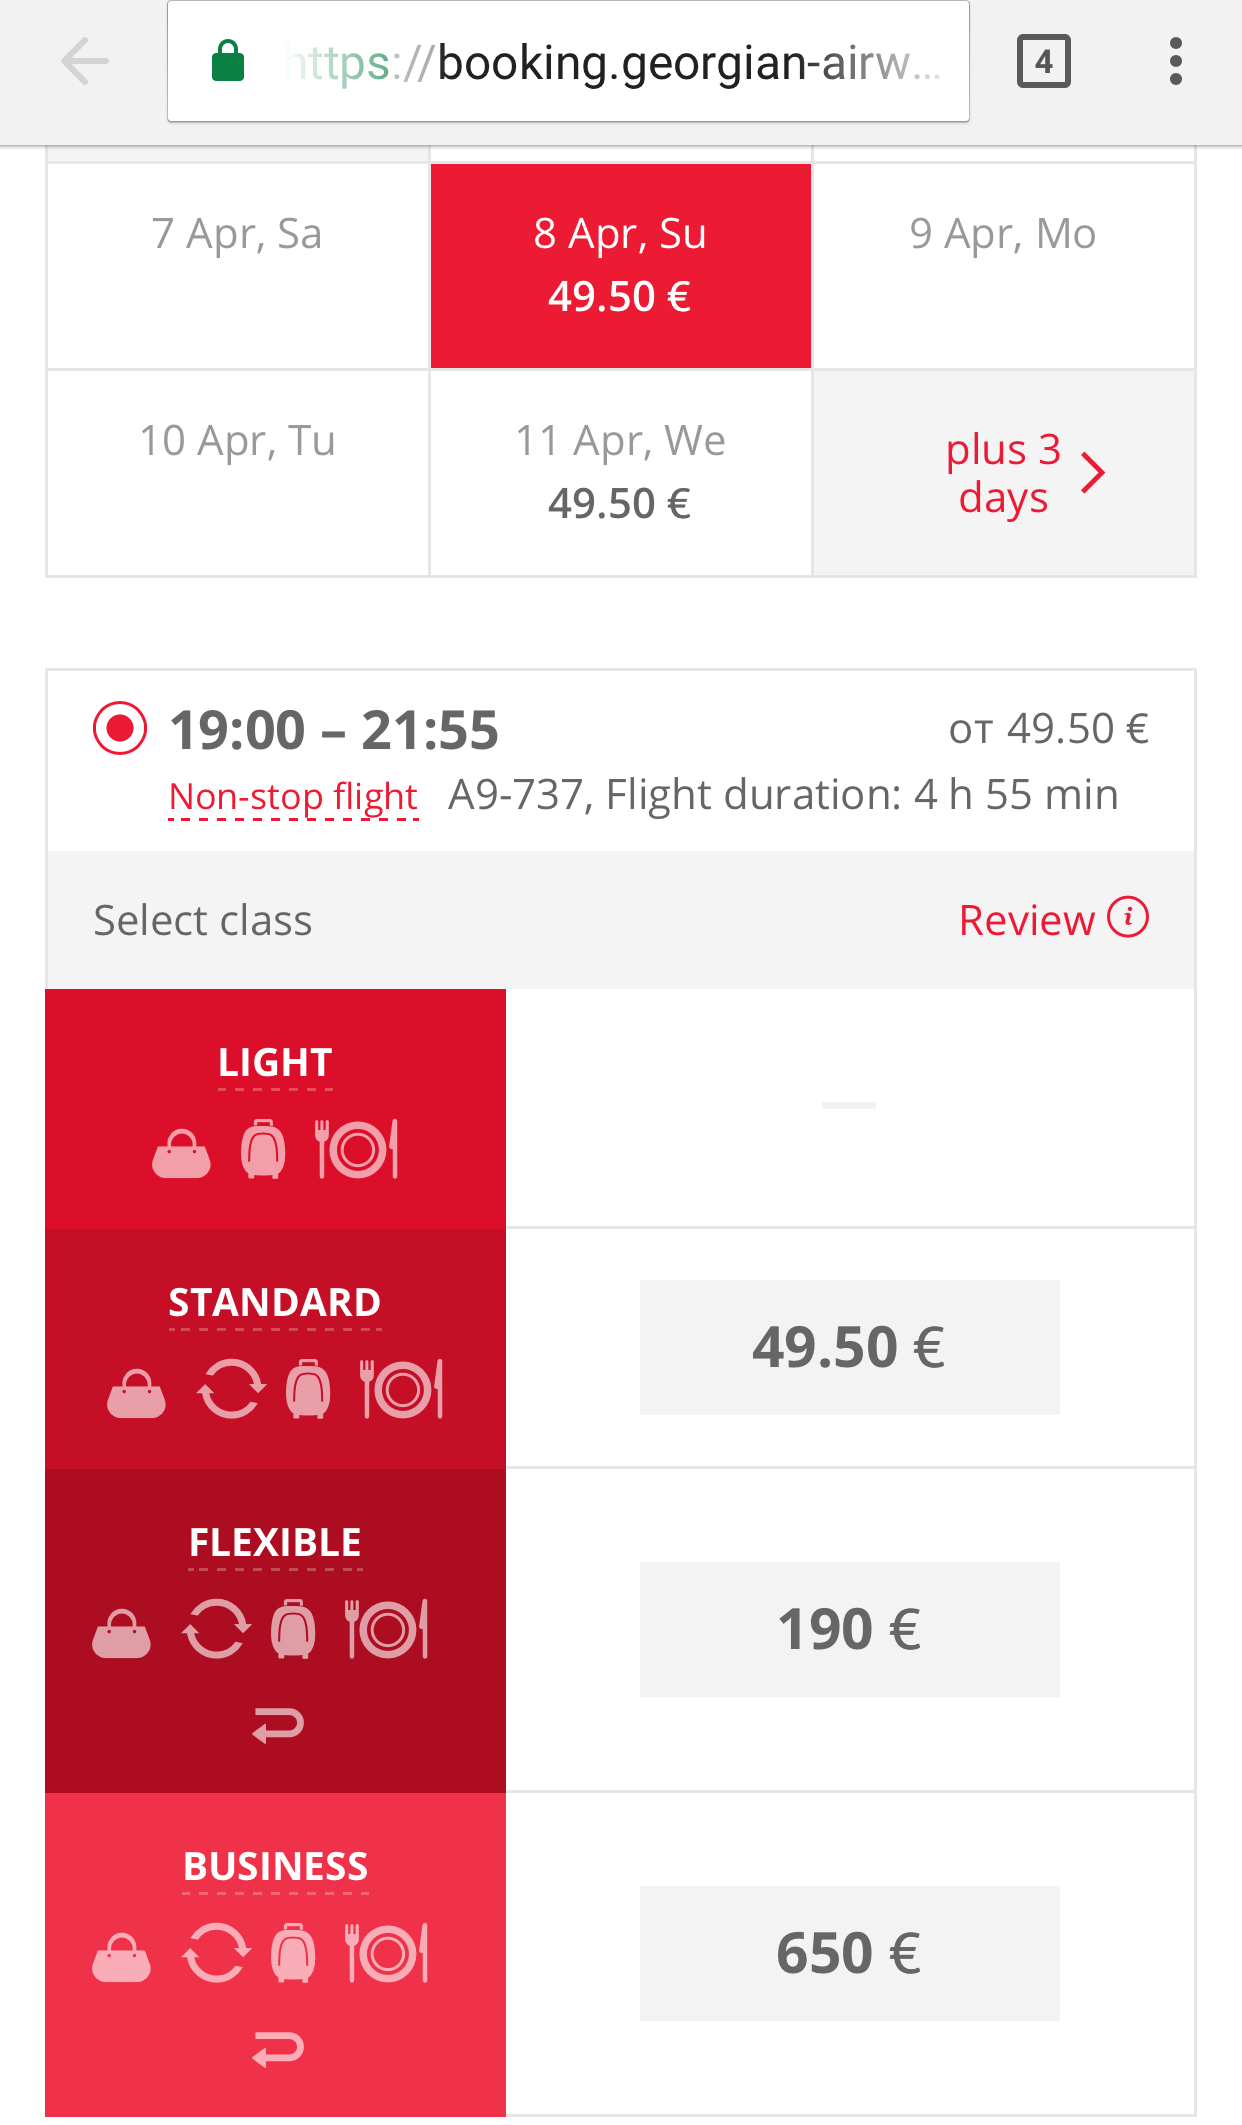 https://booking.georgian-airw...
4
7 Apr, Sa
8 Apr, Su
9 Apr, Mo
49.50 €
10 Apr, Tu
11 Apr, We
plus 3
days
49.50 €
19:00 – 21:55
от 49.50 €
Non-stop flight A9-737, Flight duration: 4 h 55 min
Select class
Review i
LIGHT
—
STANDARD
49.50 €
FLEXIBLE
190 €
BUSINESS
650 €